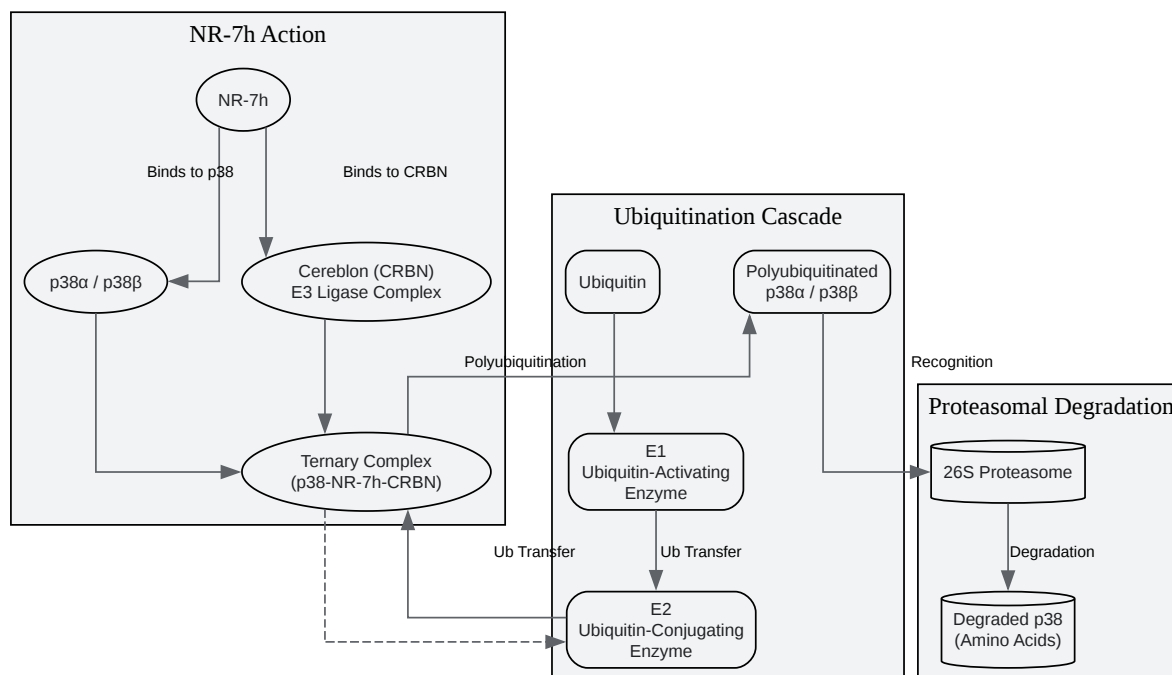 NR-7h Action
NR-7h
Binds to p38
Binds to CRBN
p38α / p38β
Cereblon (CRBN)
E3 Ligase Complex
Ternary Complex
(p38-NR-7h-CRBN)
Polyubiquitination
Ubiquitination Cascade
Ubiquitin
Polyubiquitinated
p38α / p38β
E1
Ubiquitin-Activating
Enzyme
Ub Transfer
Ub Transfer
E2
Ubiquitin-Conjugating
Enzyme
Recognition
Proteasomal Degradation
26S Proteasome
Degradation
Degraded p38
(Amino Acids)